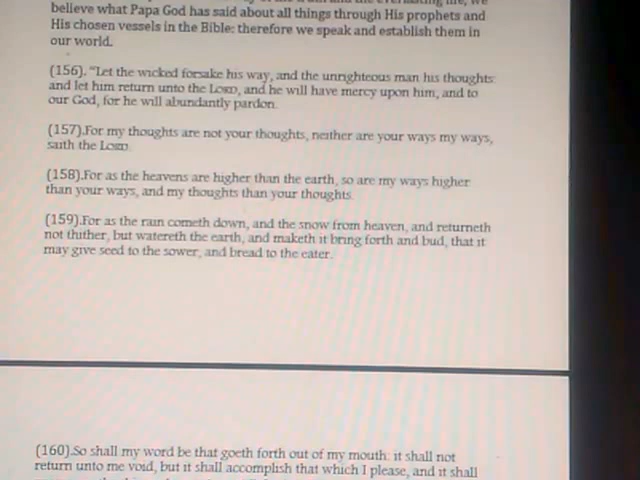 believe what Papa God has said about all things through His prophets and
His chosen vessels in the Bible: therefore we speak and establish them in
our world.
(156). “Let the wicked forsake his way, and the unrighteous man his thoughts:
and let him return unto the LORD, and he will have mercy upon him, and to
our God, for he will abundantly pardon.
(157).For my thoughts are not your thoughts, neither are your ways my ways,
saith the LORD.
(158).For as the heavens are higher than the earth, so are my ways higher
than your ways, and my thoughts than your thoughts.
(159).For as the rain cometh down, and the snow from heaven, and returneth
not thither, but watereth the earth, and maketh it bring forth and bud, that it
may give seed to the sower, and bread to the eater.
(160).So shall my word be that goeth forth out of my mouth: it shall not
return unto me void, but it shall accomplish that which I please, and it shall